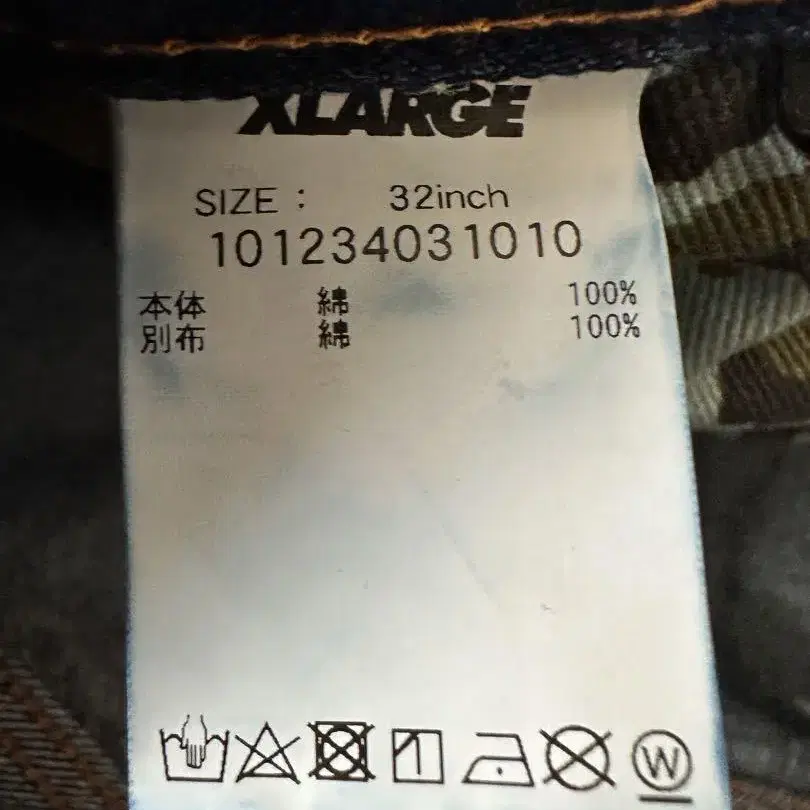 XLARGE
SIZE : 32inch
101234031010
本体 綿 100%
別布 綿 100%
W